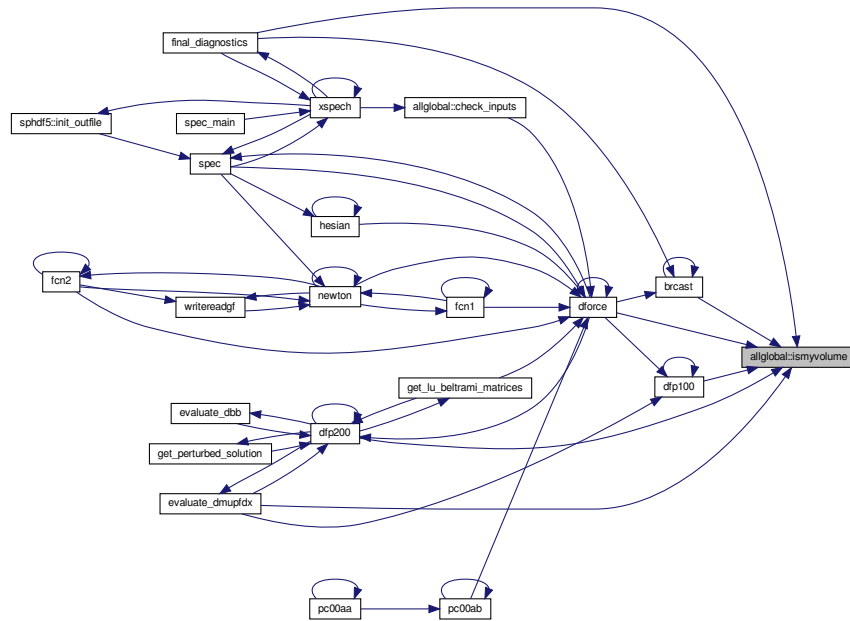 final_diagnostics
xspech
allglobal::check_inputs
sphdf5::init_outfile
spec_main
spec
hesian
fcn2
newton
brcast
writereadgf
fcn1
dforce
allglobal::ismyvolume
get_lu_beltrami_matrices
dfp100
evaluate_dbb
dfp200
get_perturbed_solution
evaluate_dmupfdx
pc00aa
pc00ab